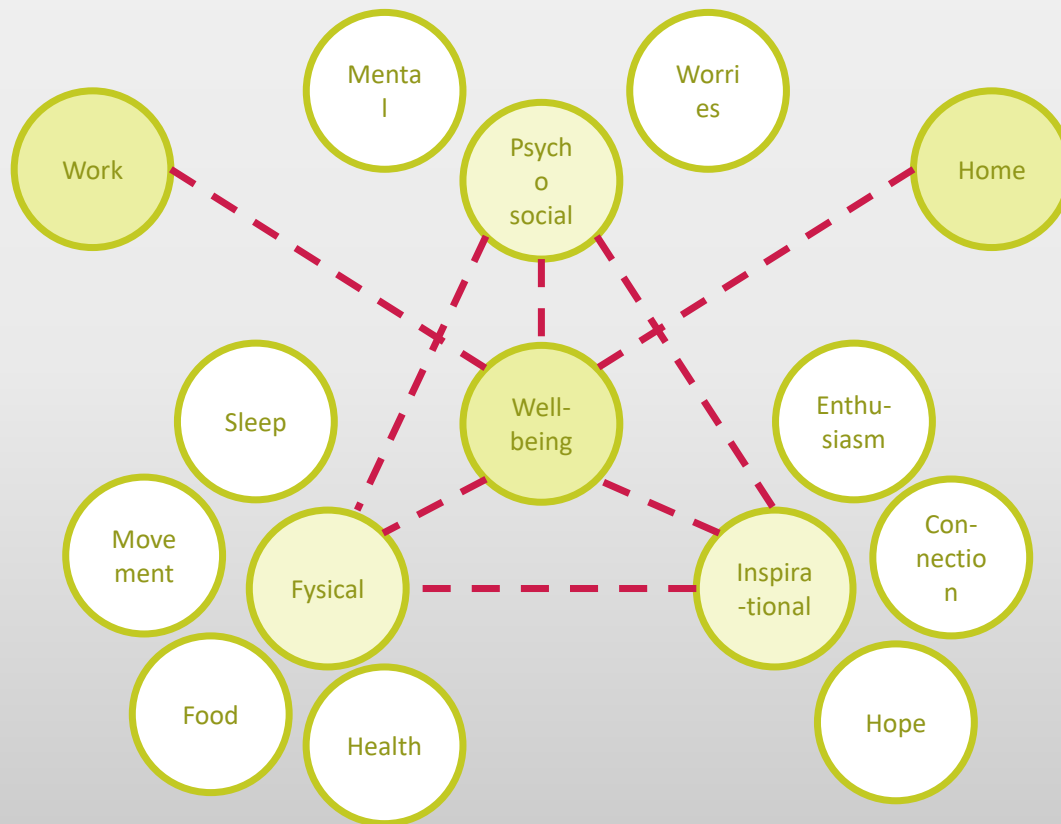 Menta
l
Worri
es
Work
Psych
o
social
Home
Sleep
Well-
being
Enthu-
siasm
Move
ment
Con-
nectio
n
Fysical
Inspira
-tional
Food
Health
Hope